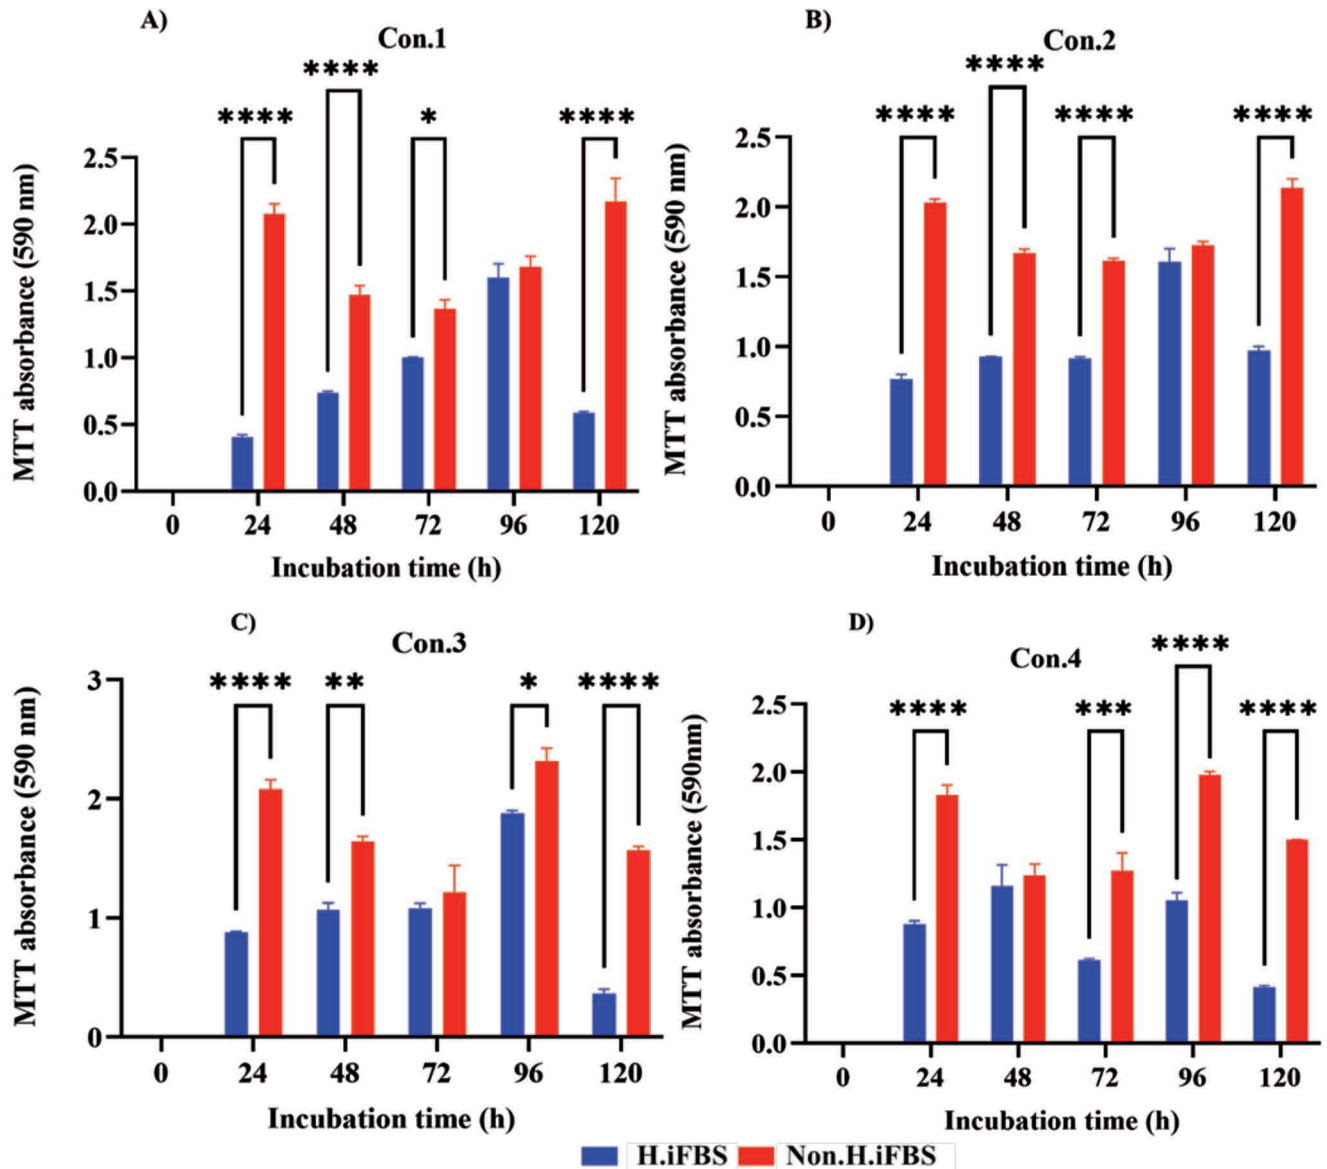 A)
Con.1
****
**** * ****
MTT absorbance (590 nm)
2.5
2.0
1.5
1.0
0.5
0.0
0 24 48 72 96 120
Incubation time (h)
B)
Con.2
****
**** **** ****
MTT absorbance (590 nm)
2.5
2.0
1.5
1.0
0.5
0.0
0 24 48 72 96 120
Incubation time (h)
C)
Con.3
**** ** * ****
MTT absorbance (590 nm)
3
2
1
0
0 24 48 72 96 120
Incubation time (h)
D)
Con.4
****
**** *** ****
MTT absorbance (590nm)
2.5
2.0
1.5
1.0
0.5
0.0
0 24 48 72 96 120
Incubation time (h)
H.iFBS Non.H.iFBS